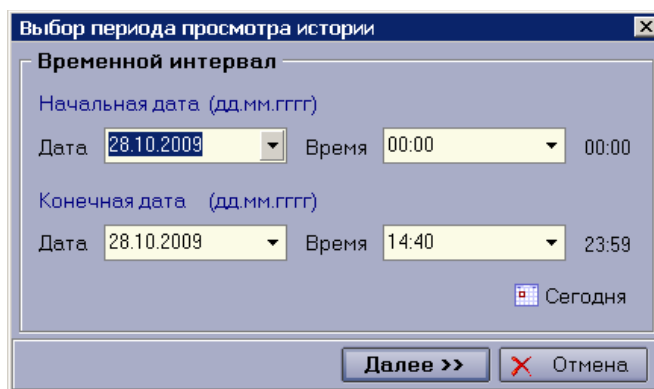 Выбор периода просмотра истории
Временной интервал
Начальная дата (дд.мм.гггг)
Дата 28.10.2009 Время 00:00 00:00
Конечная дата (дд.мм.гггг)
Дата 28.10.2009 Время 14:40 23:59
Сегодня
Далее >> Отмена